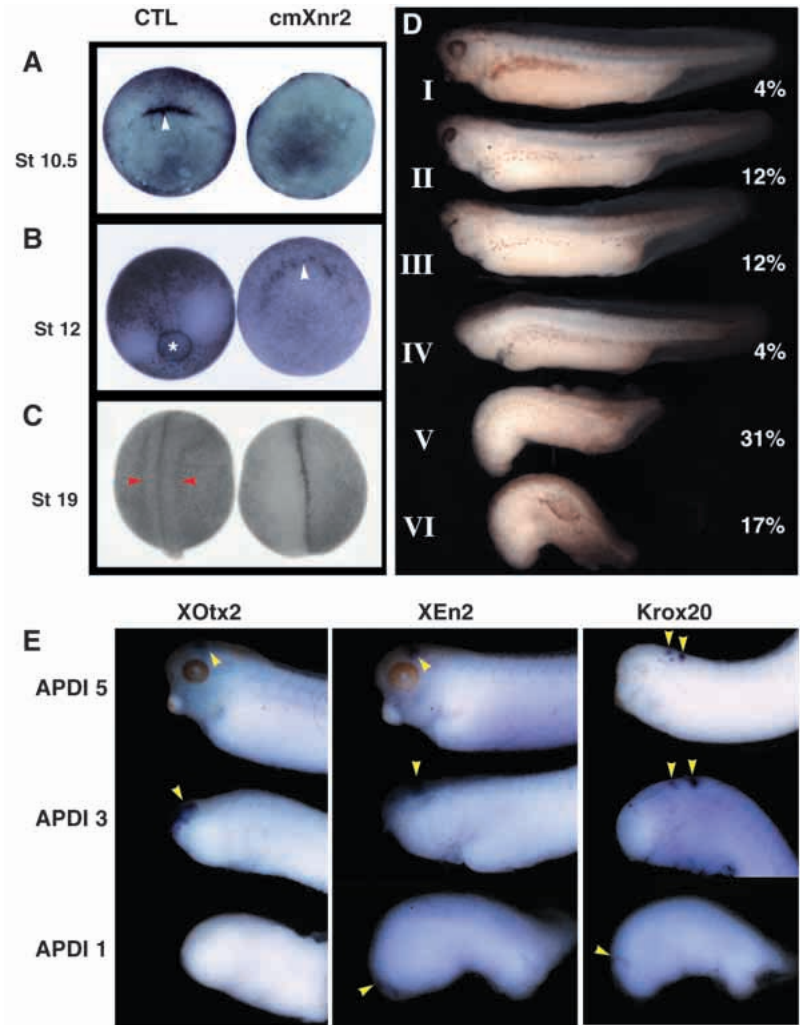 CTL cmXnr2
A
St 10.5
B
*
St 12
C
St 19
D
I 4%
II 12%
III 12%
IV 4%
V 31%
VI 17%
XOtx2 XEn2 Krox20
E
APDI 5
APDI 3
APDI 1